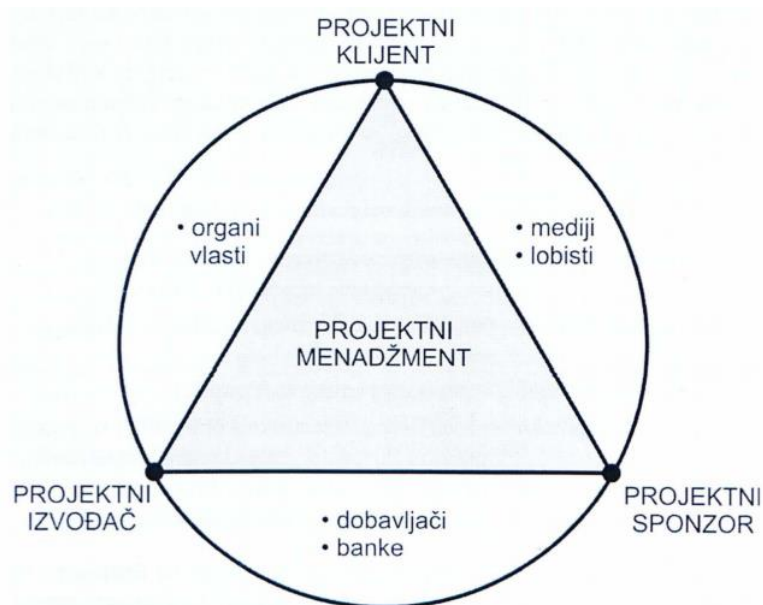 PROJEKTNI
KLIJENT
• organi
vlasti
• mediji
• lobisti
PROJEKTNI
MENADŽMENT
PROJEKTNI
IZVOĐAČ
PROJEKTNI
SPONZOR
• dobavljači
• banke